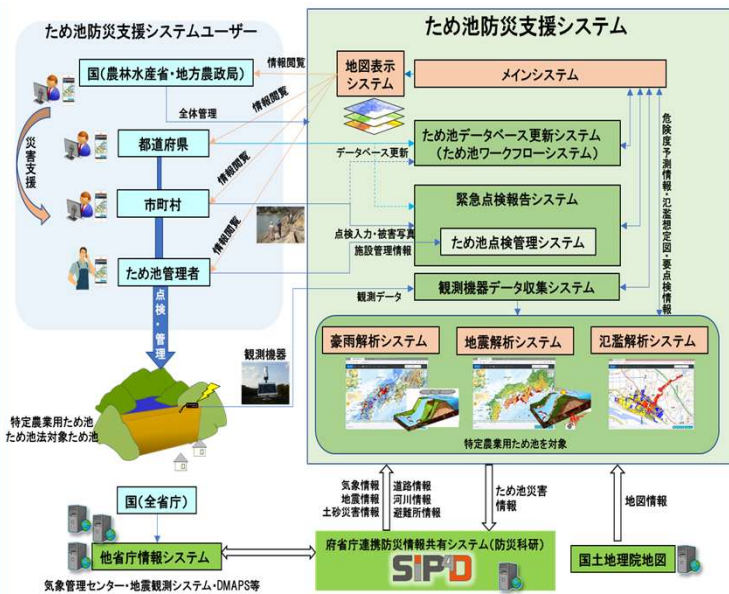 ため池防災支援システムユーザー
国(農林水産省・地方農政局)
都道府県
市町村
ため池管理者
災害支援
点検・管理
情報閲覧
情報閲覧
情報閲覧
情報閲覧
全体管理
データベース更新
点検入力・被害写真
施設管理情報
観測データ
観測機器
特定農業用ため池
ため池法対象ため池
ため池防災支援システム
地図表示
システム
メインシステム
ため池データベース更新システム
(ため池ワークフローシステム)
緊急点検報告システム
ため池点検管理システム
観測機器データ収集システム
危険度予測情報・氾濫想定図・要点検情報
豪雨解析システム
地震解析システム
氾濫解析システム
特定農業用ため池を対象
気象情報
地震情報
土砂災害情報
道路情報
河川情報
避難所情報
ため池災害
情報
地図情報
国(全省庁)
他省庁情報システム
気象管理センター・地震観測システム・DMAPS等
府省庁連携防災情報共有システム(防災科研)
SIP4D
国土地理院地図